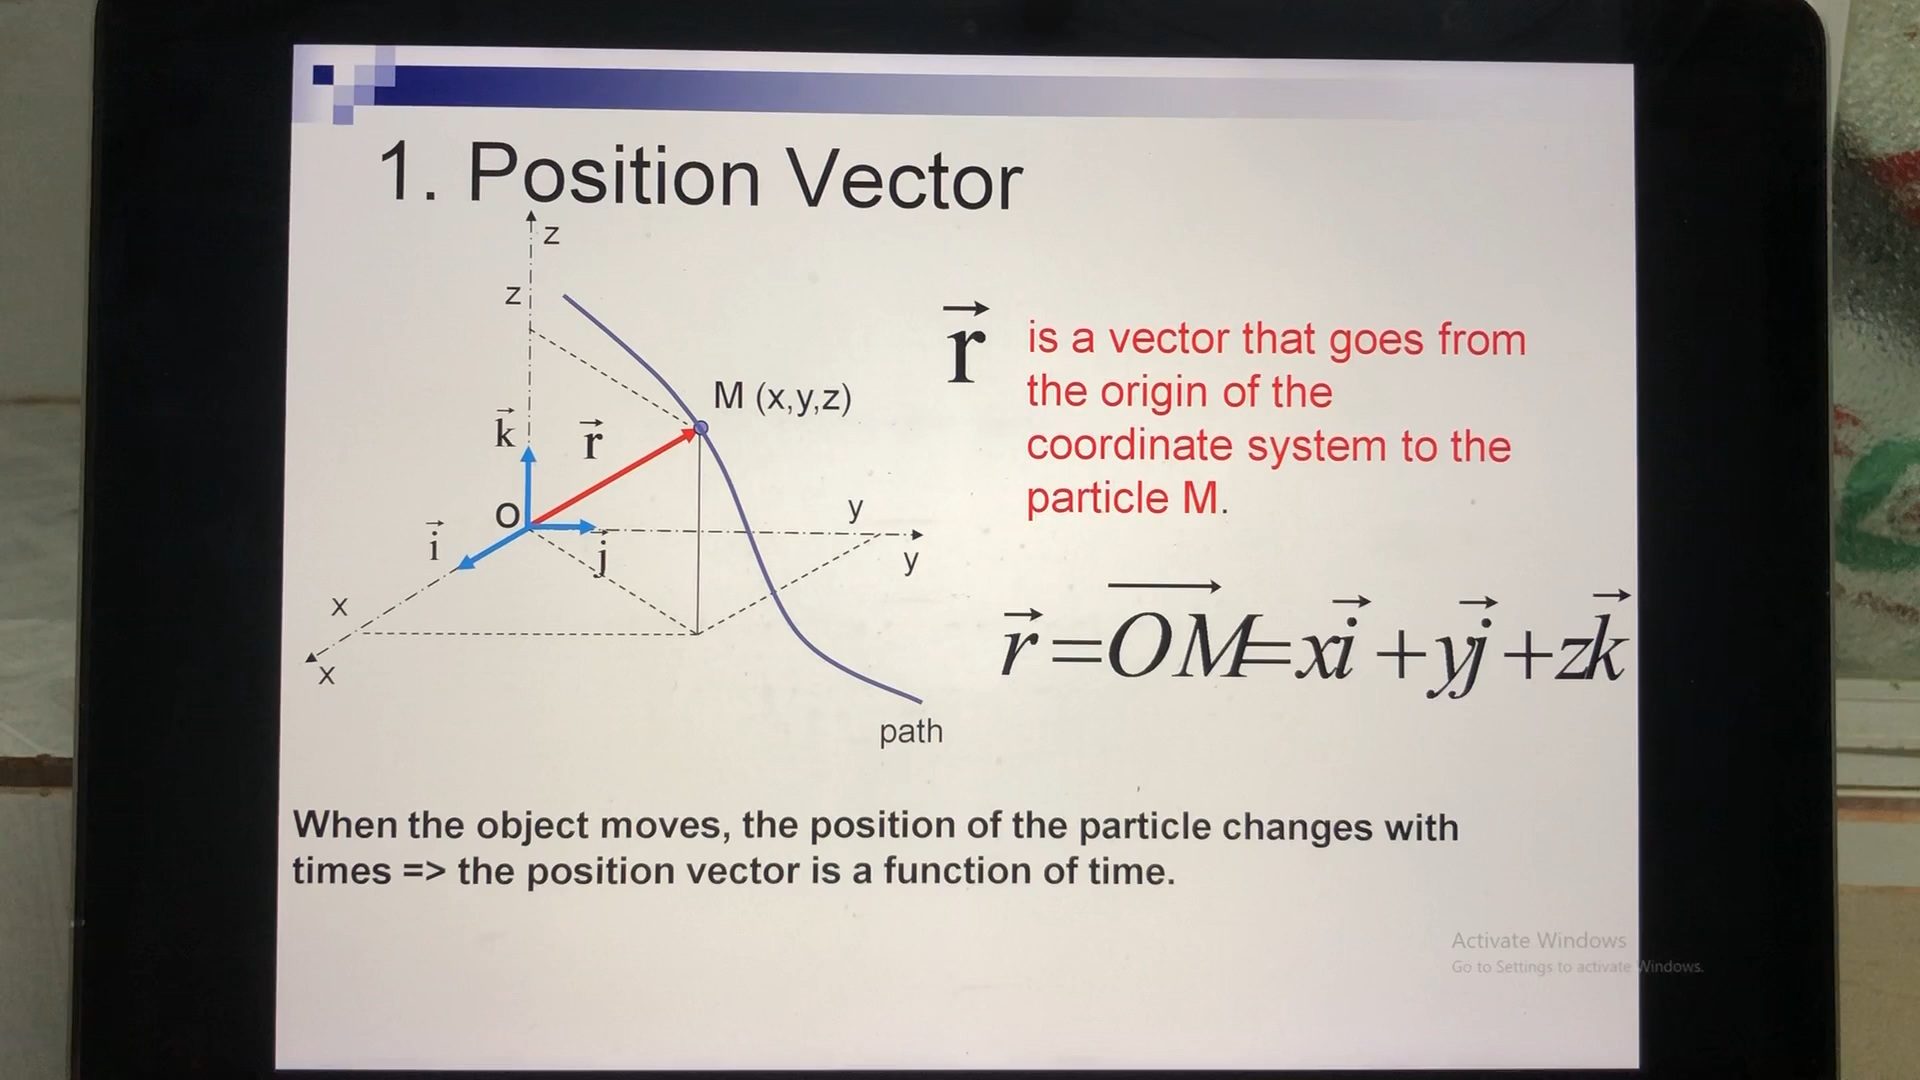 1. Position Vector
z
z
M (x,y,z)
k⃗
r⃗
O
i⃗
j⃗
y
y
x
x
path
r⃗ is a vector that goes from
the origin of the
coordinate system to the
particle M.
r⃗ = O⃗M⃗ = xi⃗ + yj⃗ + zk⃗
When the object moves, the position of the particle changes with
times => the position vector is a function of time.
Activate Windows
Go to Settings to activate Windows.